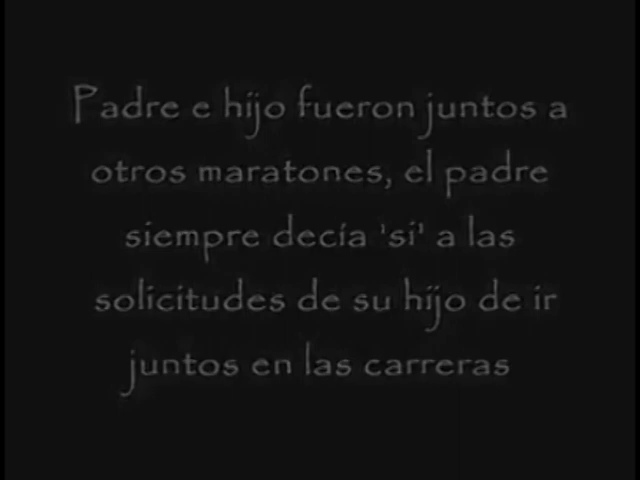 Padre e hijo fueron juntos a
otros maratones, el padre
siempre decía 'si' a las
solicitudes de su hijo de ir
juntos en las carreras